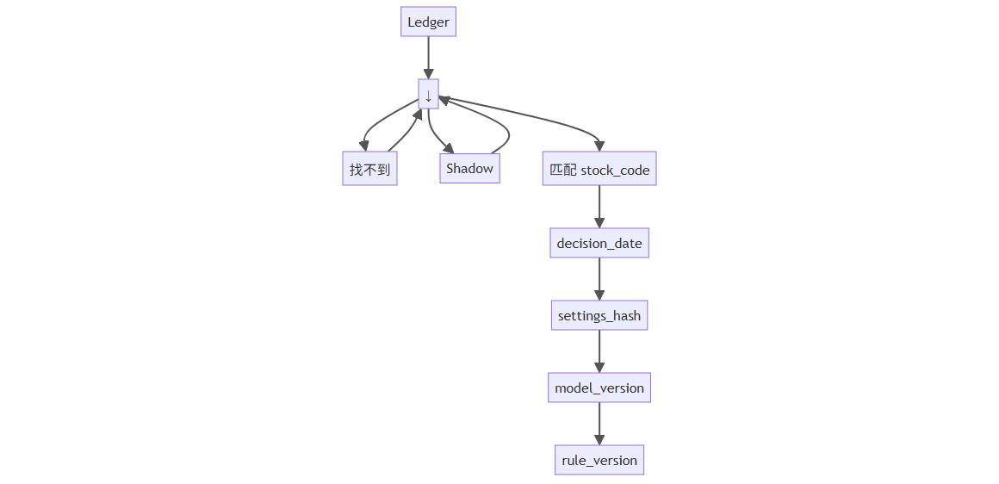 Ledger
↓
找不到
Shadow
匹配 stock_code
decision_date
settings_hash
model_version
rule_version